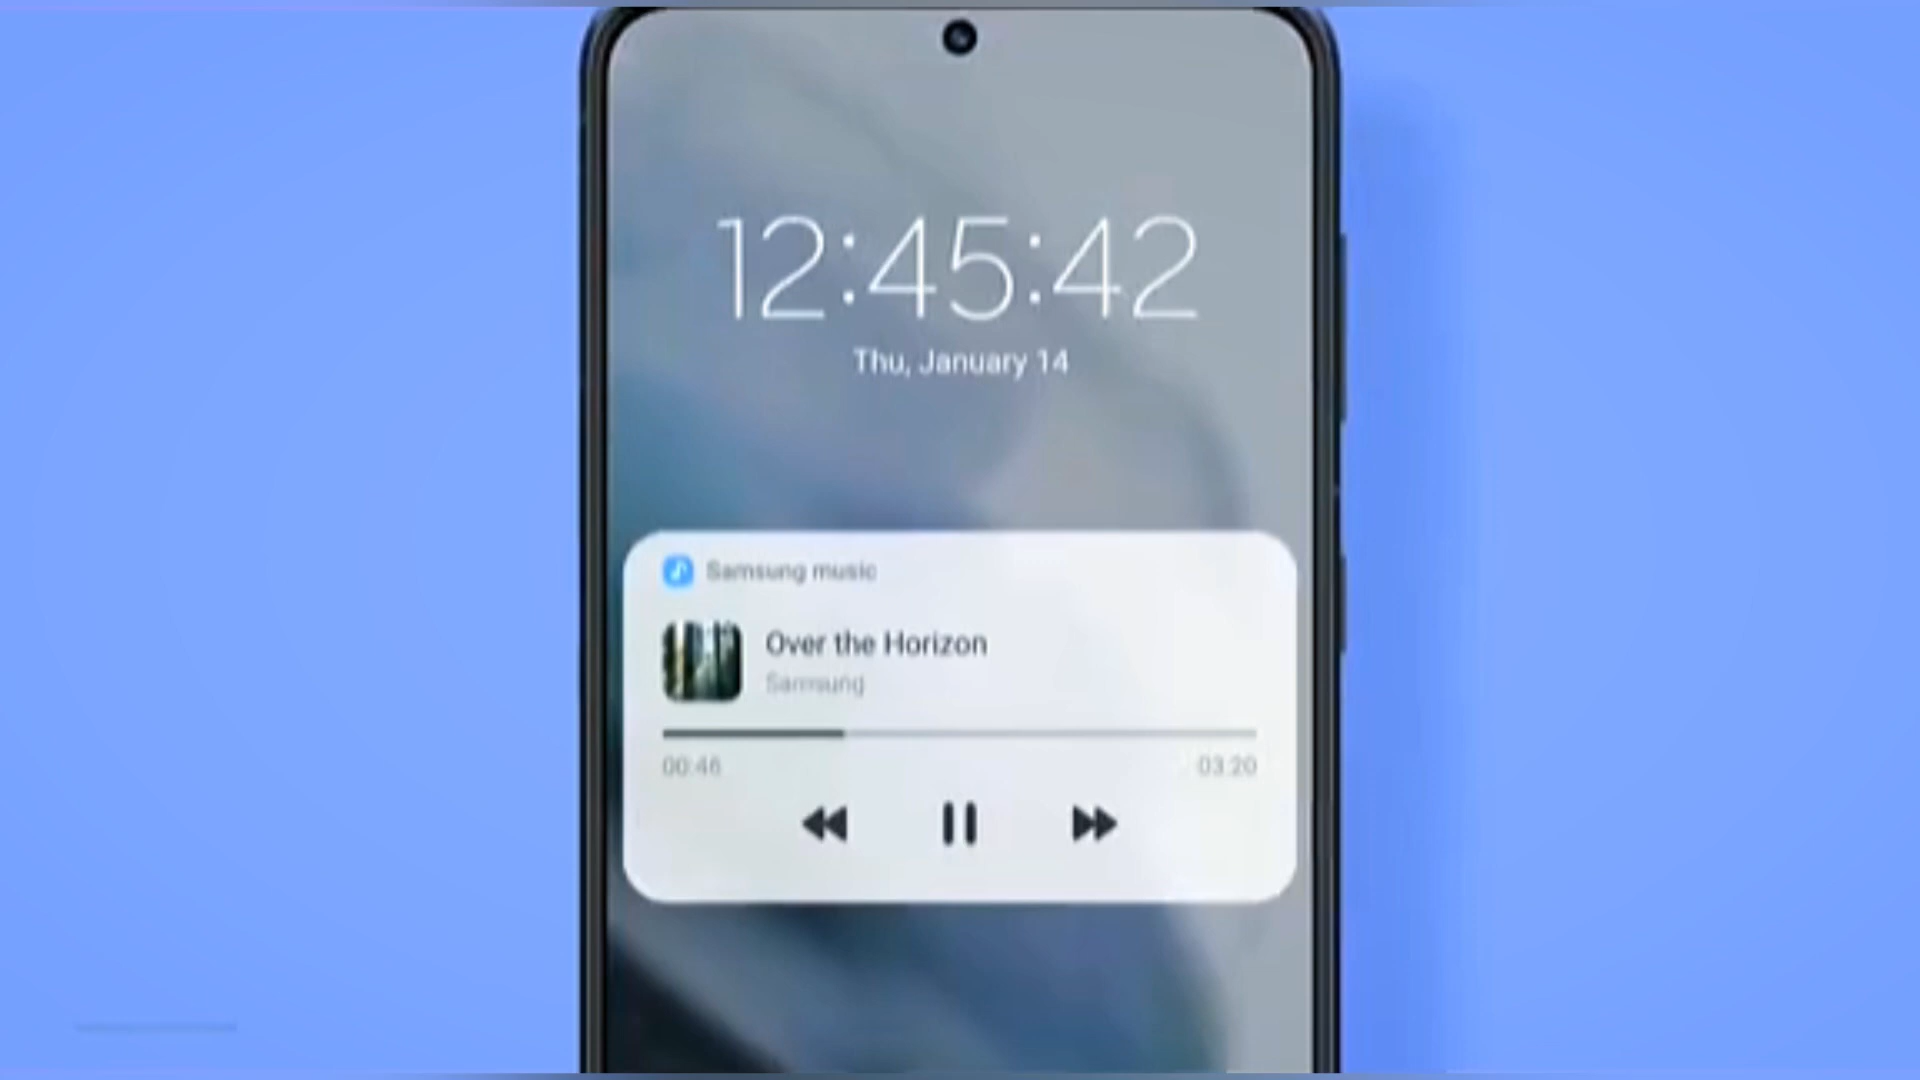 12:45:42
Thu, January 14
Samsung music
Over the Horizon
Samsung
00:46
03:20